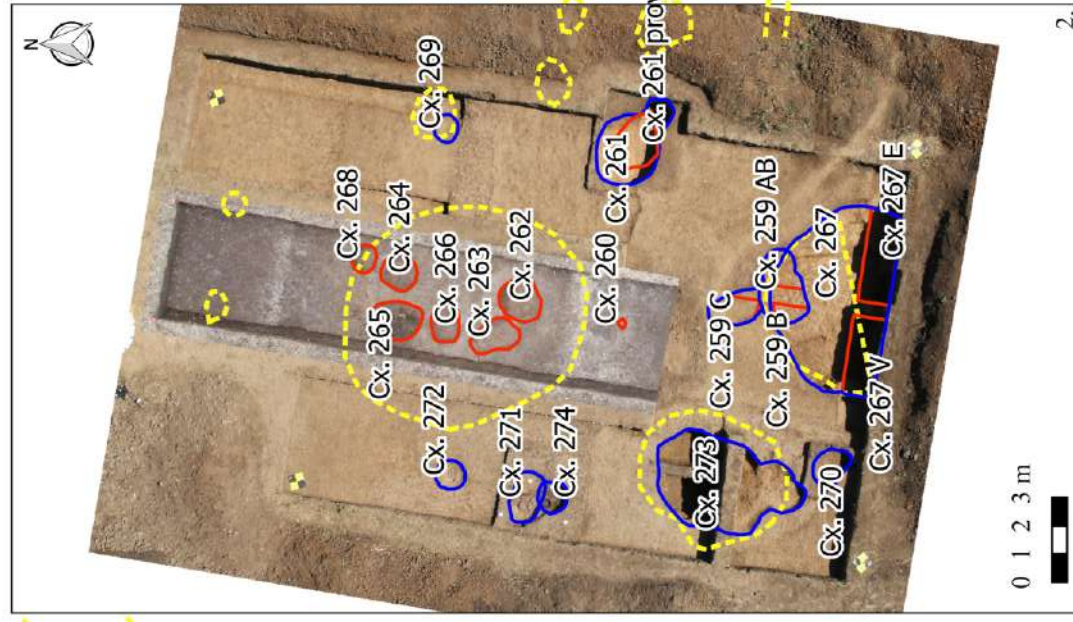 N
Cx. 269
Cx. 261 prov
Cx. 261
Cx. 268
Cx. 264
Cx. 266
Cx. 263
Cx. 262
Cx. 260
Cx. 265
Cx. 272
Cx. 271
Cx. 274
Cx. 259 AB
Cx. 259 C
Cx. 259 B
Cx. 267
Cx. 267 E
Cx. 267 V
Cx. 273
Cx. 270
0 1 2 3 m
2.